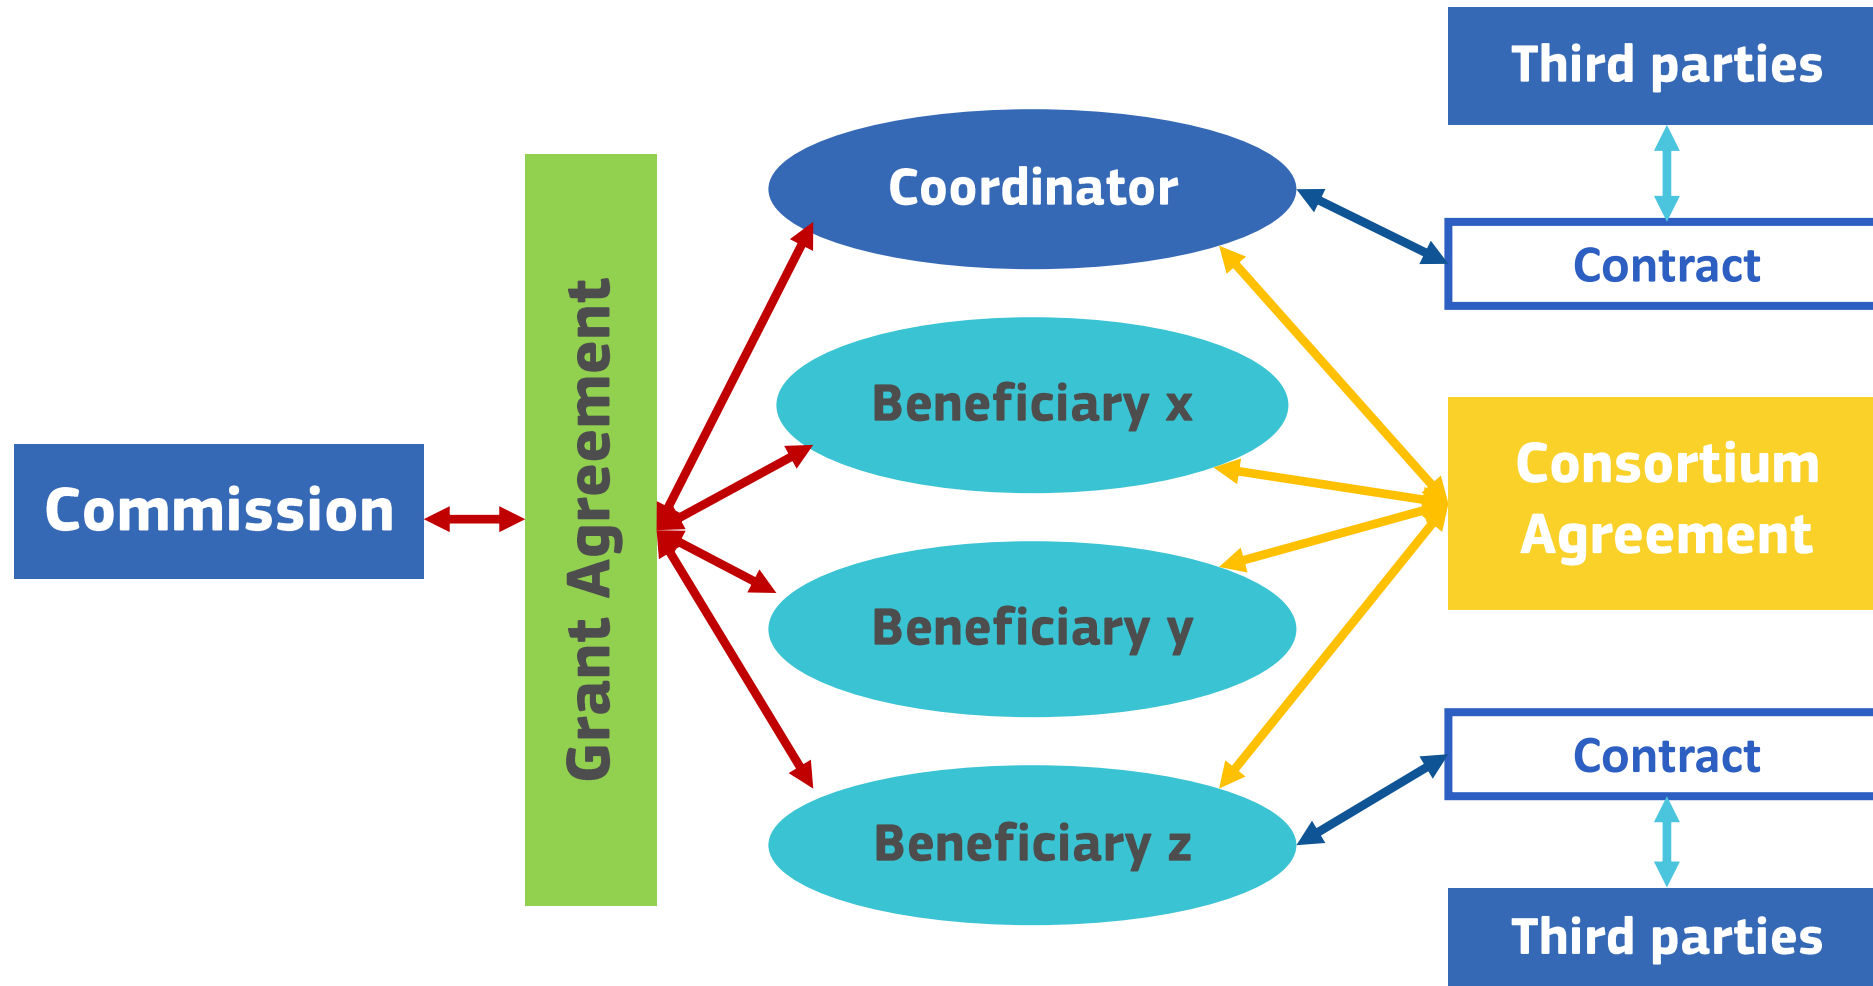 Third parties
Coordinator
Contract
Beneficiary x
Consortium
Agreement
Commission
Grant Agreement
Beneficiary y
Contract
Beneficiary z
Third parties